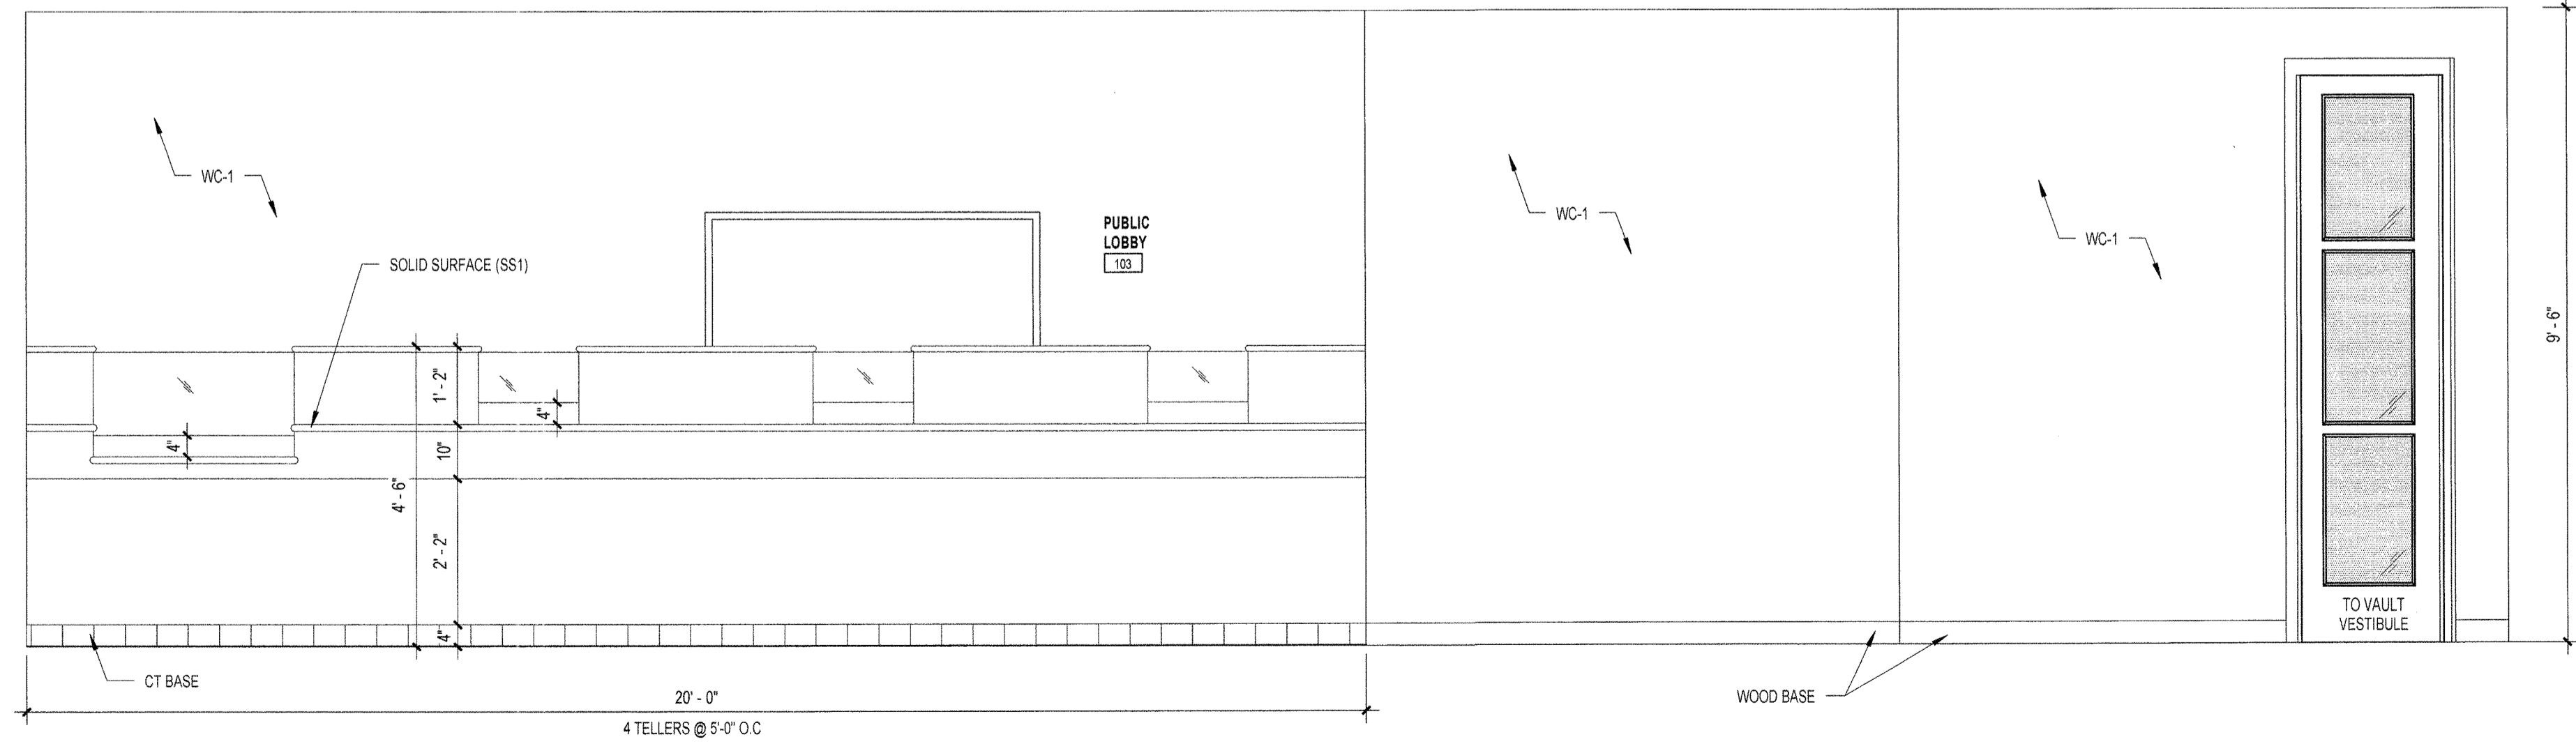 WC-1
SOLID SURFACE (SS1)
PUBLIC
LOBBY
103
WC-1
WC-1
9' - 6"
1' - 2"
4"
4"
10"
4' - 6"
2' - 2"
4"
TO VAULT
VESTIBULE
CT BASE
20' - 0"
4 TELLERS @ 5'-0" O.C
WOOD BASE